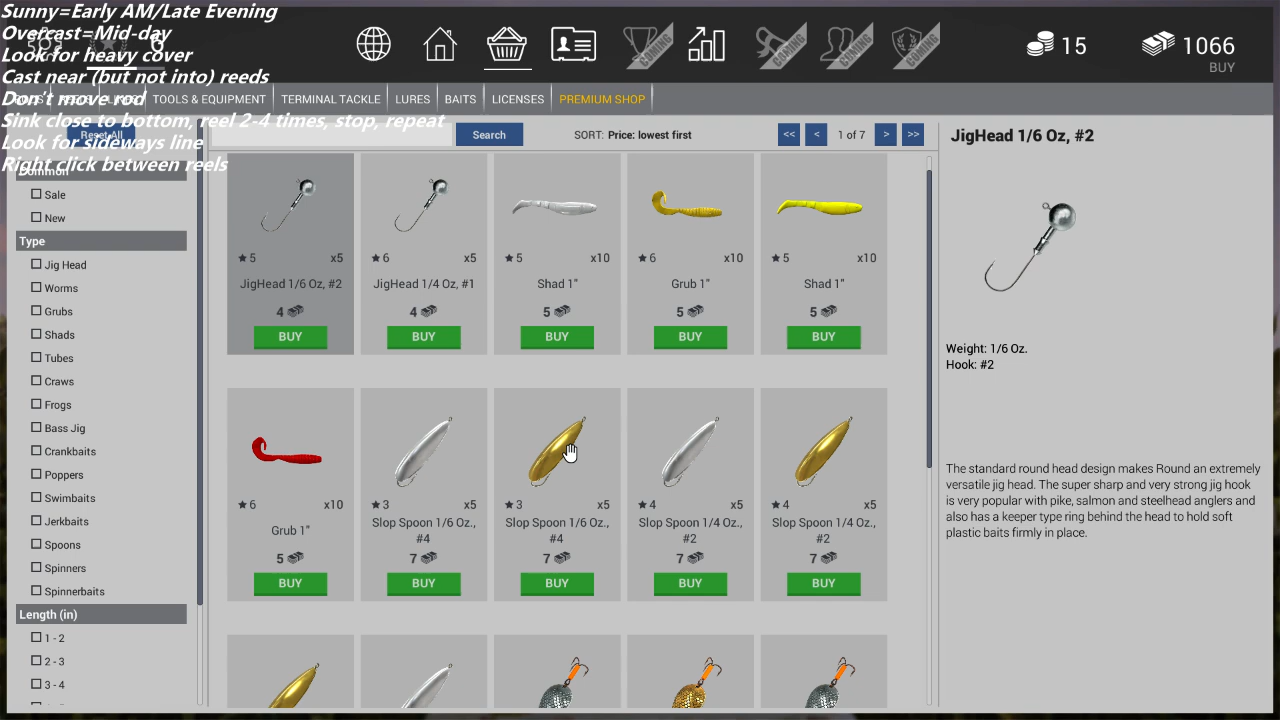 Sunny=Early AM/Late Evening
Overcast=Mid-day
Look for heavy cover
Cast near (but not into) reeds
Don't move rod
Sink close to bottom, reel 2-4 times, stop, repeat
Look for sideways line
Right click between reels
6
COMING
COMING
COMING
COMING
15
1066
BUY
TOOLS & EQUIPMENT
TERMINAL TACKLE
LURES
BAITS
LICENSES
PREMIUM SHOP
Reset All
Search
SORT: Price: lowest first
<<
<
1 of 7
>
>>
Common
Sale
New
Type
Jig Head
Worms
Grubs
Shads
Tubes
Craws
Frogs
Bass Jig
Crankbaits
Poppers
Swimbaits
Jerkbaits
Spoons
Spinners
Spinnerbaits
Length (in)
1 - 2
2 - 3
3 - 4
5 x5
JigHead 1/6 Oz, #2
4
BUY
6 x5
JigHead 1/4 Oz, #1
4
BUY
5 x10
Shad 1"
5
BUY
6 x10
Grub 1"
5
BUY
5 x10
Shad 1"
5
BUY
6 x10
Grub 1"
5
BUY
3 x5
Slop Spoon 1/6 Oz.,
#4
7
BUY
3 x5
Slop Spoon 1/6 Oz.,
#4
7
BUY
4 x5
Slop Spoon 1/4 Oz.,
#2
7
BUY
4 x5
Slop Spoon 1/4 Oz.,
#2
7
BUY
JigHead 1/6 Oz, #2
Weight: 1/6 Oz.
Hook: #2
The standard round head design makes Round an extremely
versatile jig head. The super sharp and very strong jig hook
is very popular with pike, salmon and steelhead anglers and
also has a keeper type ring behind the head to hold soft
plastic baits firmly in place.